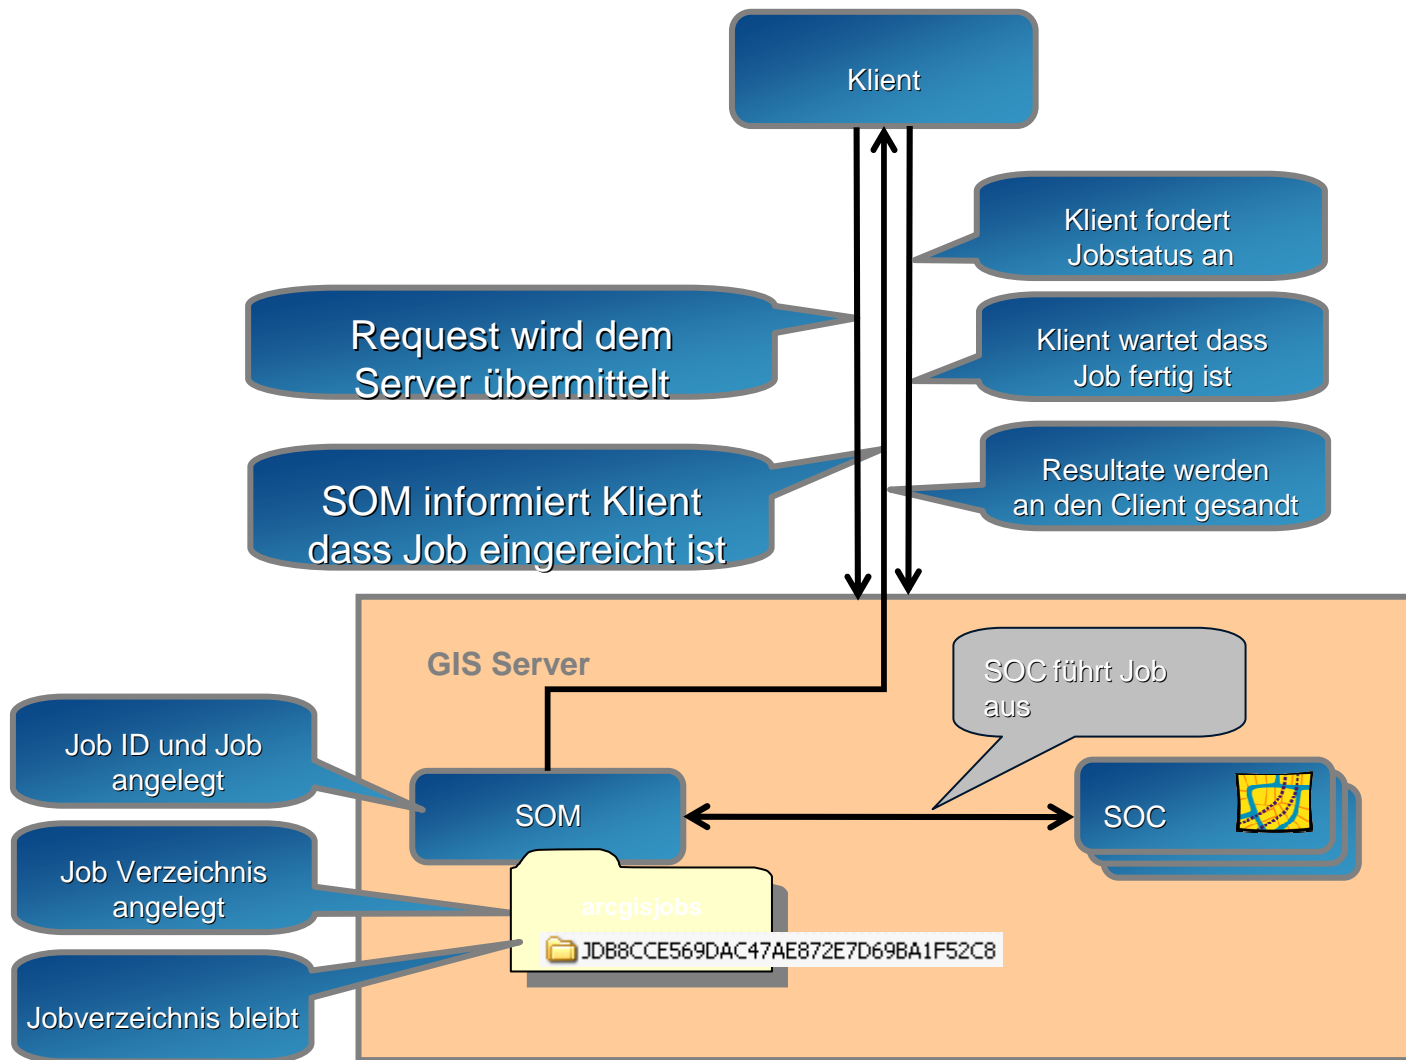 Klient
Klient fordert
Jobstatus an
Request wird dem
Server übermittelt
Klient wartet dass
Job fertig ist
SOM informiert Klient
dass Job eingereicht ist
Resultate werden
an den Client gesandt
GIS Server
SOC führt Job
aus
Job ID und Job
angelegt
SOM
SOC
Job Verzeichnis
angelegt
arcgisjobs
JDB8CCE569DAC47AE872E7D69BA1F52C8
Jobverzeichnis bleibt